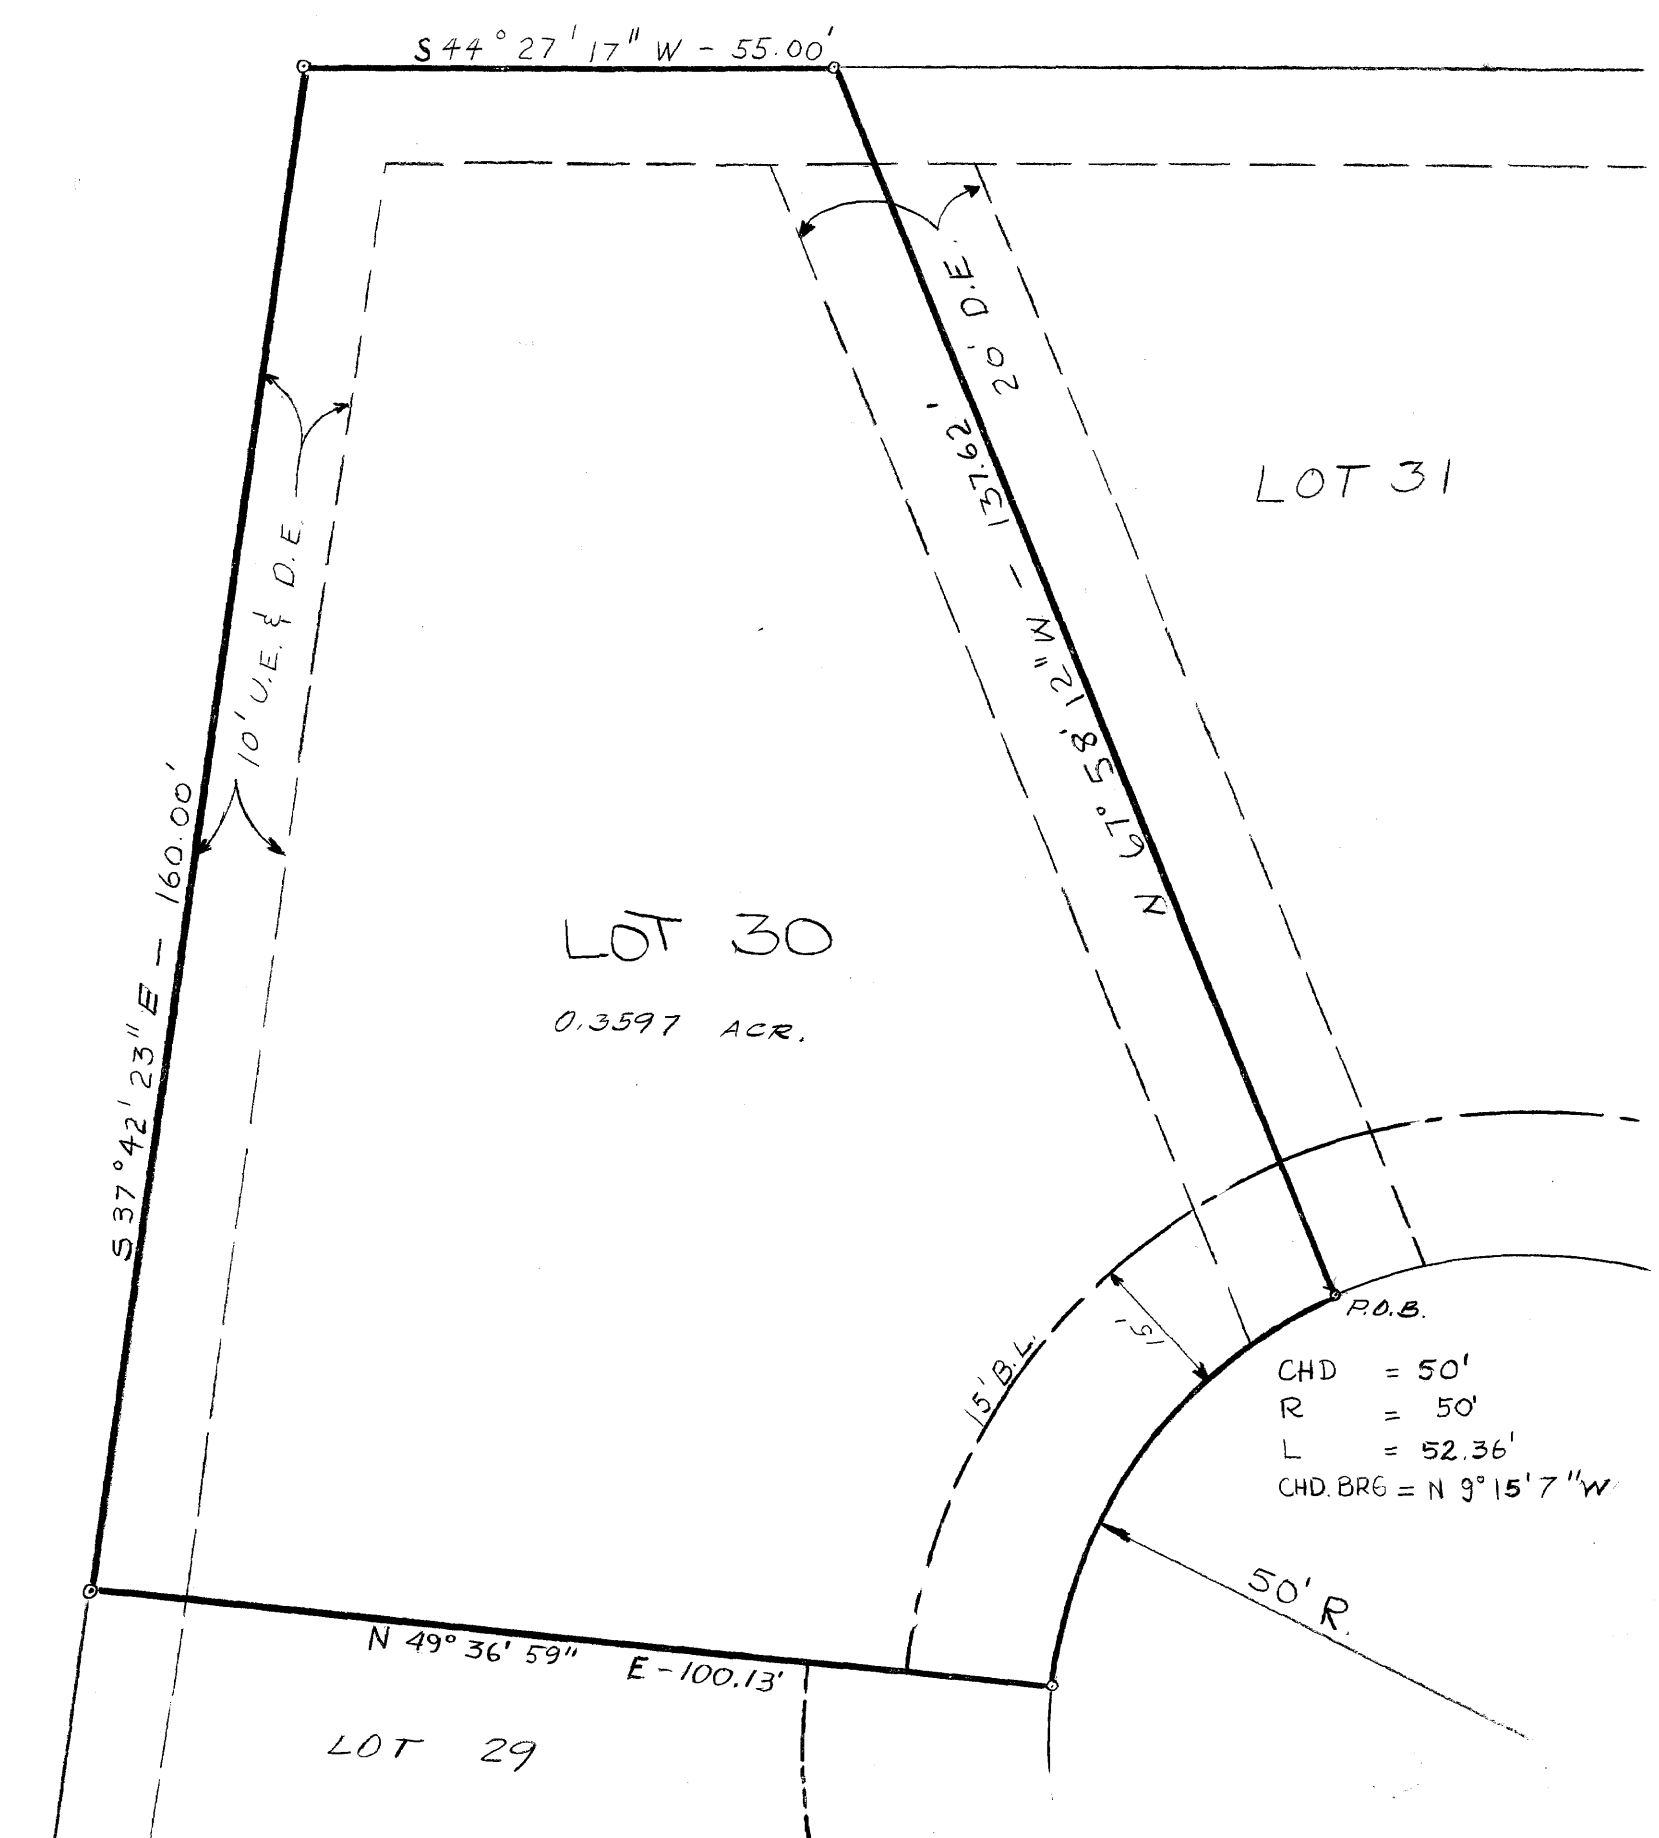 S 44° 27' 17" W - 55.00'
20' D.E.
137.62'
N 67° 58' 12" W -
LOT 31
10' U.E. & D.E.
S 37° 42' 23" E - 160.00'
LOT 30
0.3597 ACR.
15'
15' B.L.
P.O.B.
CHD = 50'
R = 50'
L = 52.36'
CHD. BRG = N 9° 15' 7" W
50' R.
N 49° 36' 59" E - 100.13'
LOT 29